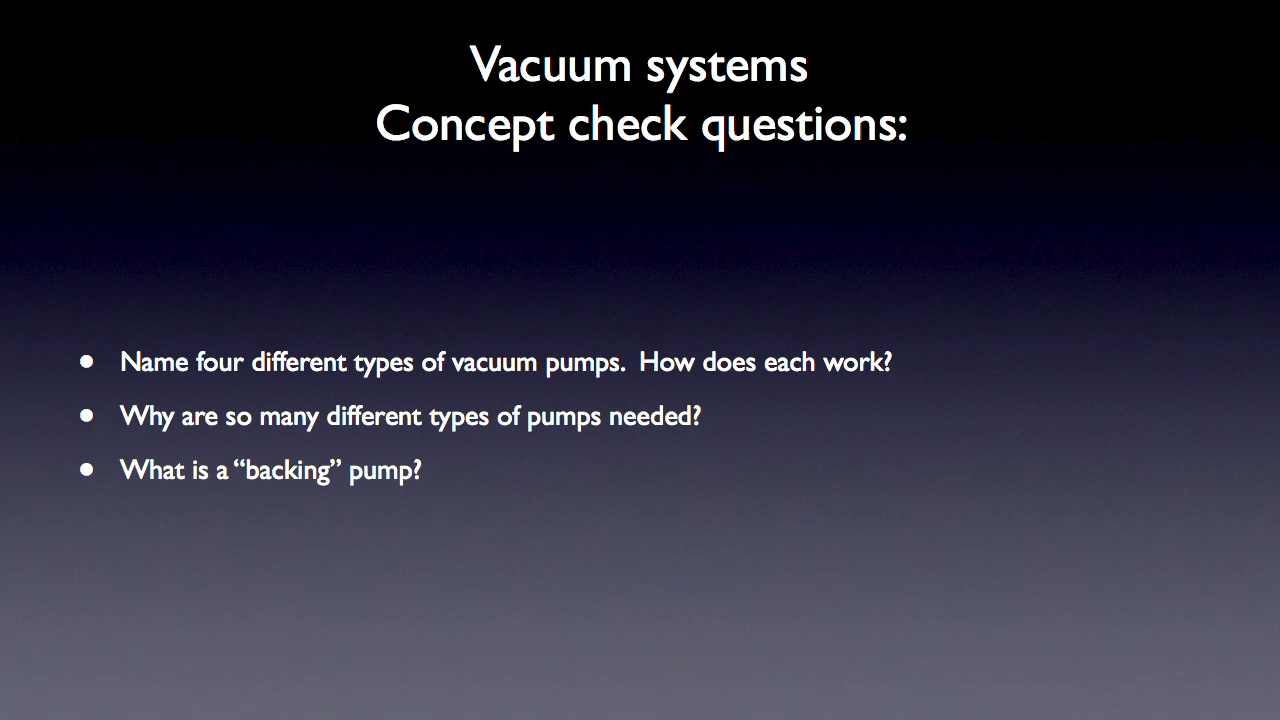 Vacuum systems
Concept check questions:
● Name four different types of vacuum pumps.  How does each work?
● Why are so many different types of pumps needed?
● What is a “backing” pump?